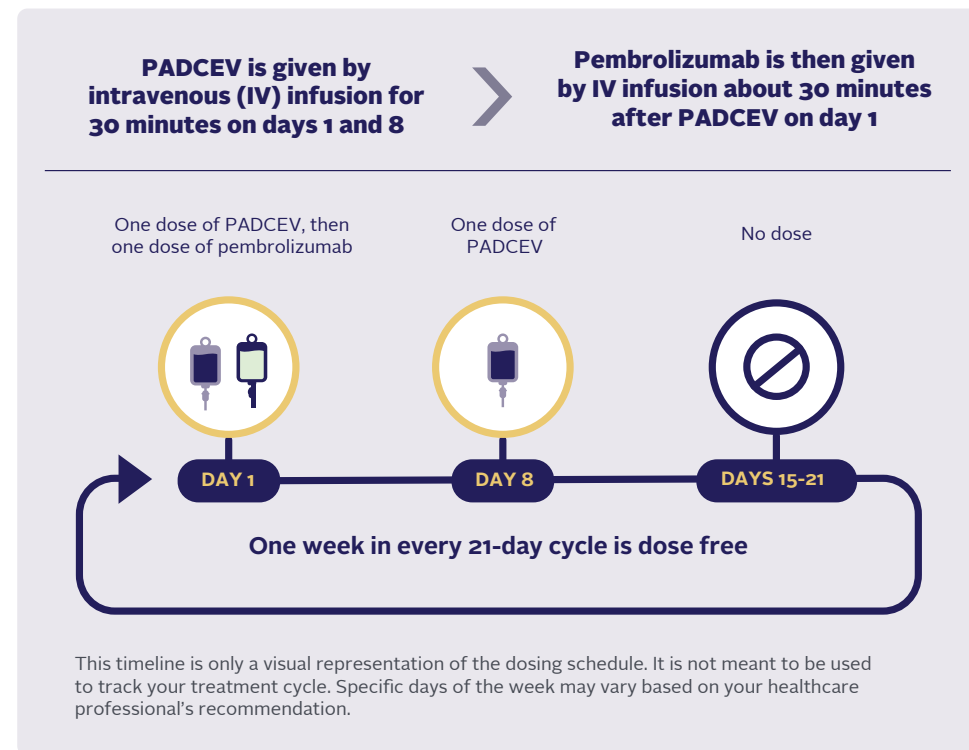 PADCEV is given by
intravenous (IV) infusion for
30 minutes on days 1 and 8
Pembrolizumab is then given
by IV infusion about 30 minutes
after PADCEV on day 1
One dose of PADCEV, then
one dose of pembrolizumab
One dose of
PADCEV
No dose
DAY 1
DAY 8
DAYS 15-21
One week in every 21-day cycle is dose free
This timeline is only a visual representation of the dosing schedule. It is not meant to be used
to track your treatment cycle. Specific days of the week may vary based on your healthcare
professional's recommendation.